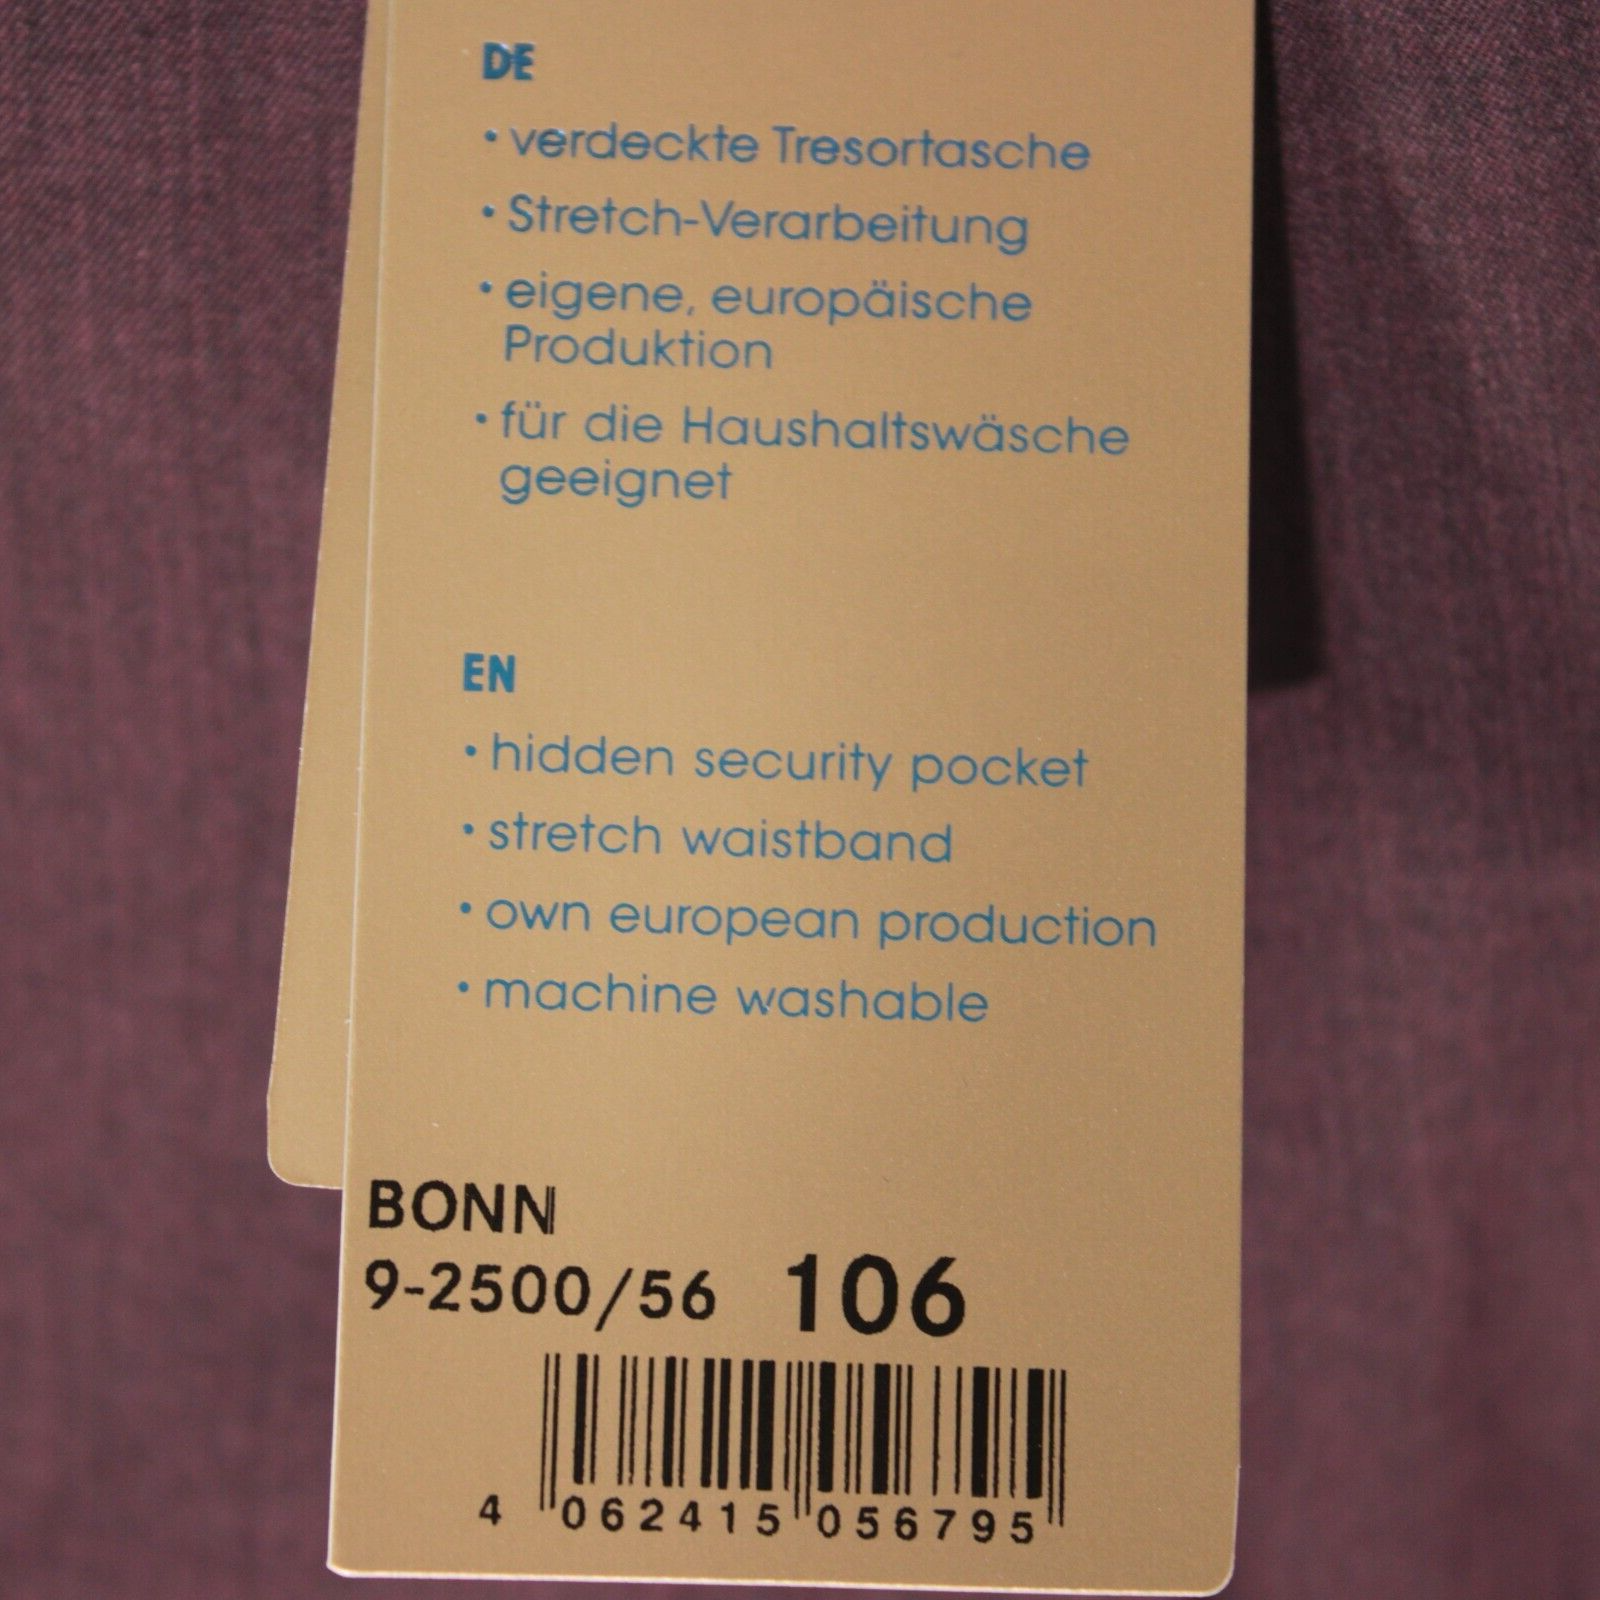 DE
• verdeckte Tresortasche
• Stretch-Verarbeitung
• eigene, europäische
Produktion
• für die Haushaltswäsche
geeignet
EN
• hidden security pocket
• stretch waistband
• own european production
• machine washable
BONN
9-2500/56 106
4 062415 056795